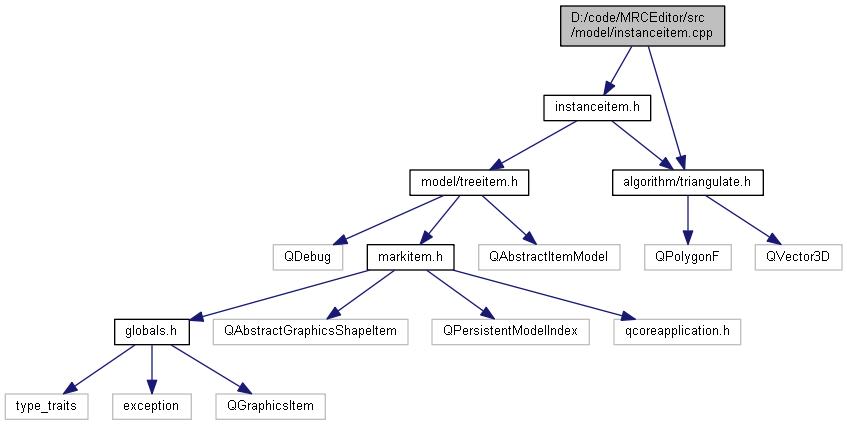 D:/code/MRCEditor/src
/model/instanceitem.cpp
instanceitem.h
model/treeitem.h
algorithm/triangulate.h
QDebug
markitem.h
QAbstractItemModel
QPolygonF
QVector3D
globals.h
QAbstractGraphicsShapeItem
QPersistentModelIndex
qcoreapplication.h
type_traits
exception
QGraphicsItem